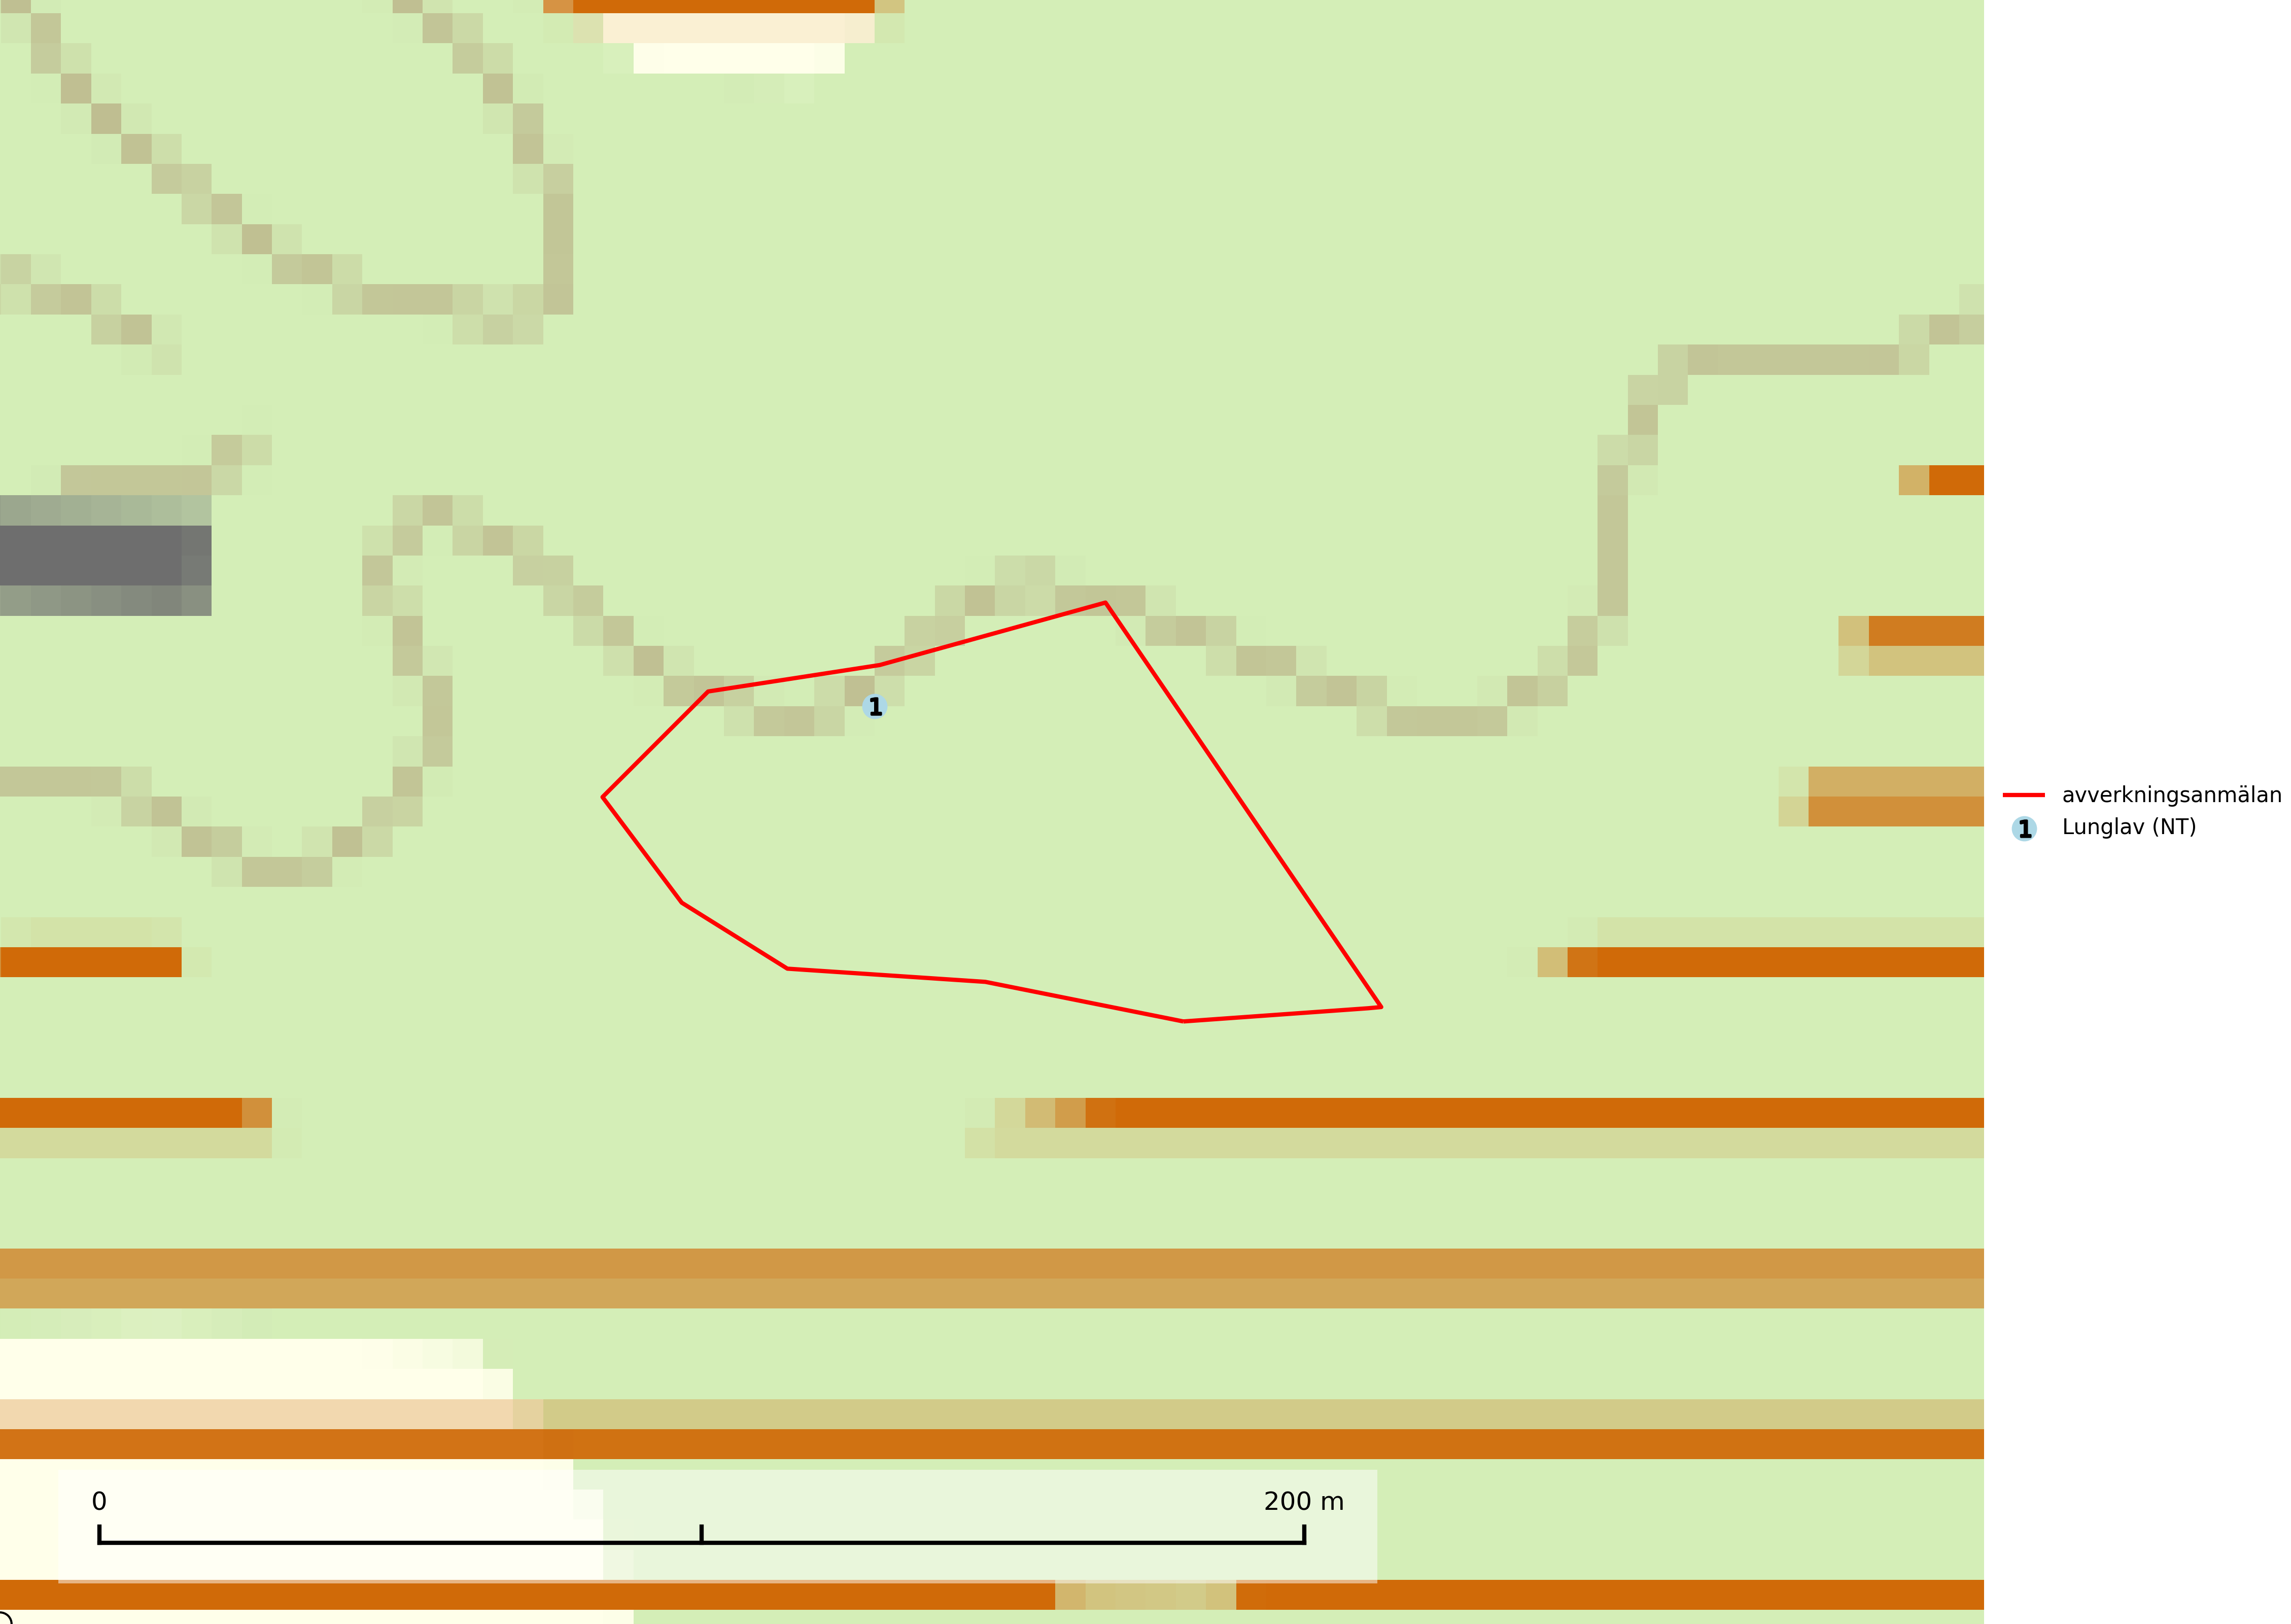 1
avverkningsanmälan
1 Lunglav (NT)
0 200 m